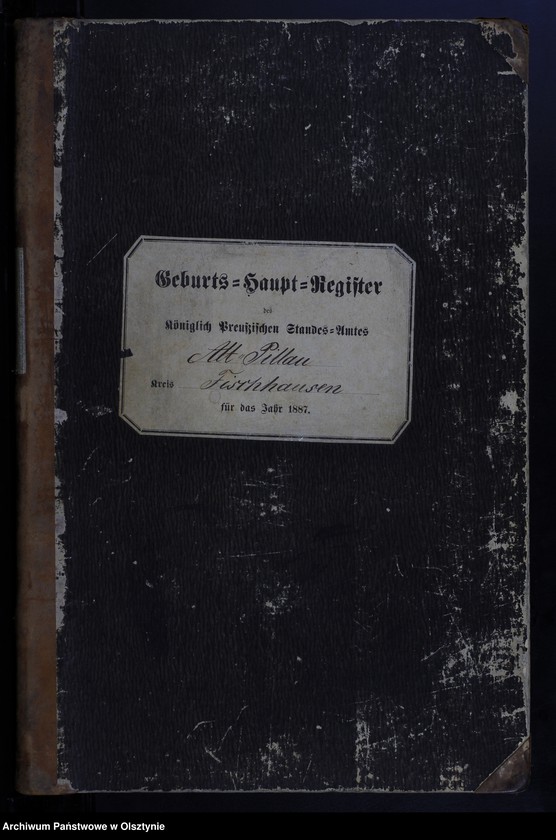 Geburts=Haupt=Register
des
Königlich Preußischen Standes=Amtes
Alt-Pillau
Kreis Fischhausen
für das Jahr 1887.
Archiwum Państwowe w Olsztynie